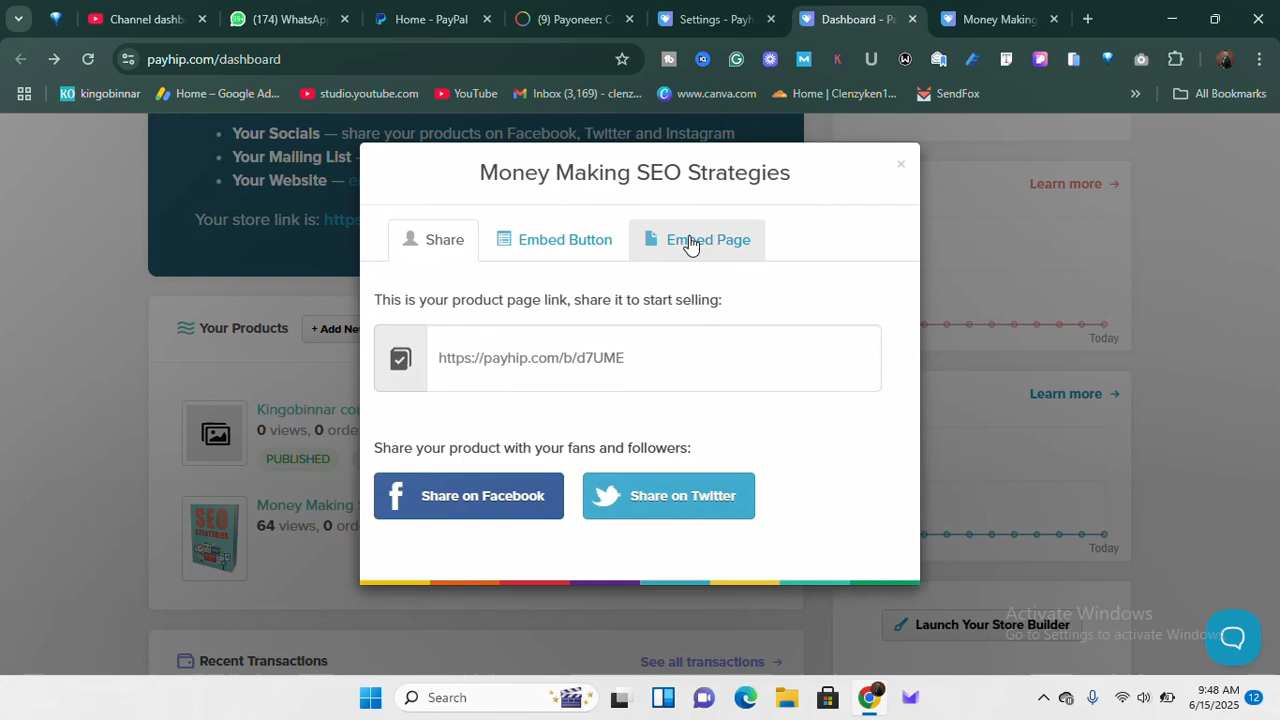 Channel dashb
(174) WhatsAp
Home - PayPal
(9) Payoneer: C
Settings - Payh
Dashboard - P
Money Making
payhip.com/dashboard
kingobinnar
Home – Google Ad...
studio.youtube.com
YouTube
Inbox (3,169) - clenz...
www.canva.com
Home | Clenzyken1...
SendFox
All Bookmarks
Your Socials — share your products on Facebook, Twitter and Instagram
Your Mailing List -
Your Website —
Your store link is: https:
Money Making SEO Strategies
×
Share
Embed Button
Embed Page
This is your product page link, share it to start selling:
https://payhip.com/b/d7UME
Share your product with your fans and followers:
Share on Facebook
Share on Twitter
Learn more →
Today
Learn more →
Today
Your Products
+ Add Ne
Kingobinnar cou
0 views, 0 orde
PUBLISHED
SEO
STRATEGIES
Money Making
64 views, 0 ord
Launch Your Store Builder
Activate Windows
Go to Settings to activate Windows.
Recent Transactions
See all transactions →
Search
9:48 AM
6/15/2025
12